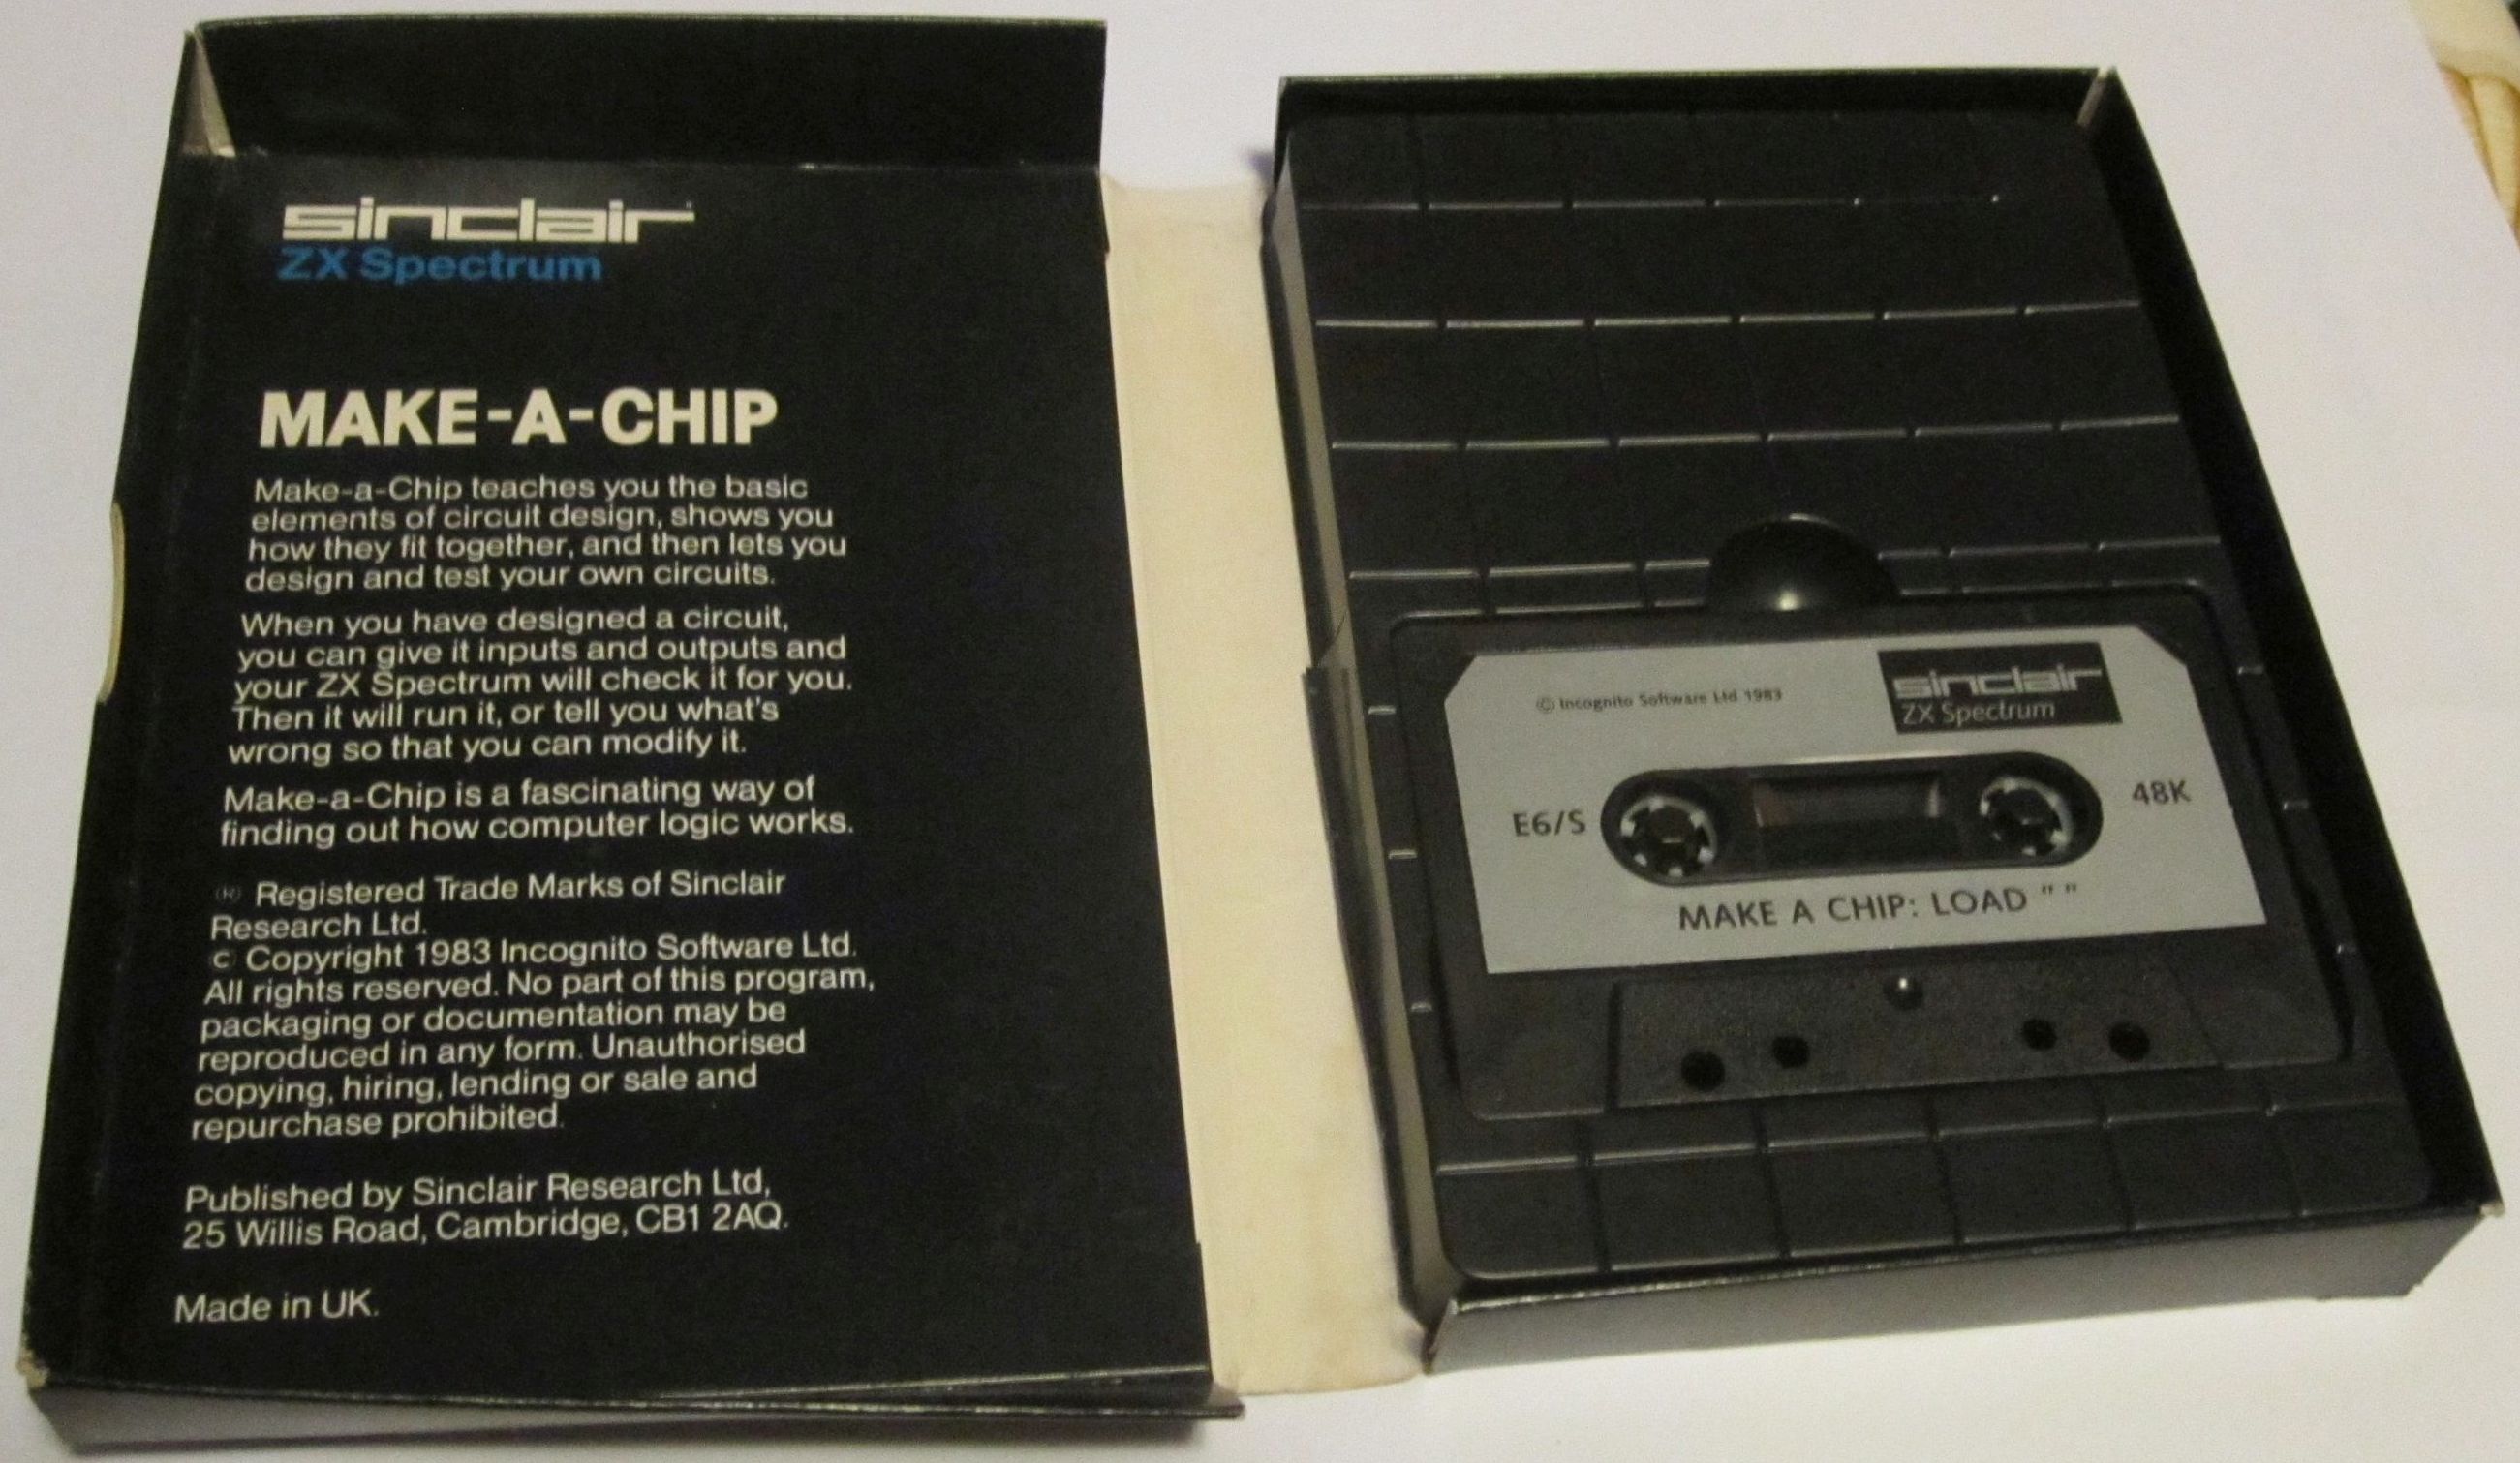 sinclair
ZX Spectrum
MAKE-A-CHIP
Make-a-Chip teaches you the basic
elements of circuit design, shows you
how they fit together, and then lets you
design and test your own circuits.
When you have designed a circuit,
you can give it inputs and outputs and
your ZX Spectrum will check it for you.
Then it will run it, or tell you what's
wrong so that you can modify it.
Make-a-Chip is a fascinating way of
finding out how computer logic works.
® Registered Trade Marks of Sinclair
Research Ltd.
© Copyright 1983 Incognito Software Ltd.
All rights reserved. No part of this program,
packaging or documentation may be
reproduced in any form. Unauthorised
copying, hiring, lending or sale and
repurchase prohibited.
Published by Sinclair Research Ltd,
25 Willis Road, Cambridge, CB1 2AQ.
Made in UK.
© Incognito Software Ltd 1983
sinclair
ZX Spectrum
E6/S
48K
MAKE A CHIP: LOAD " "